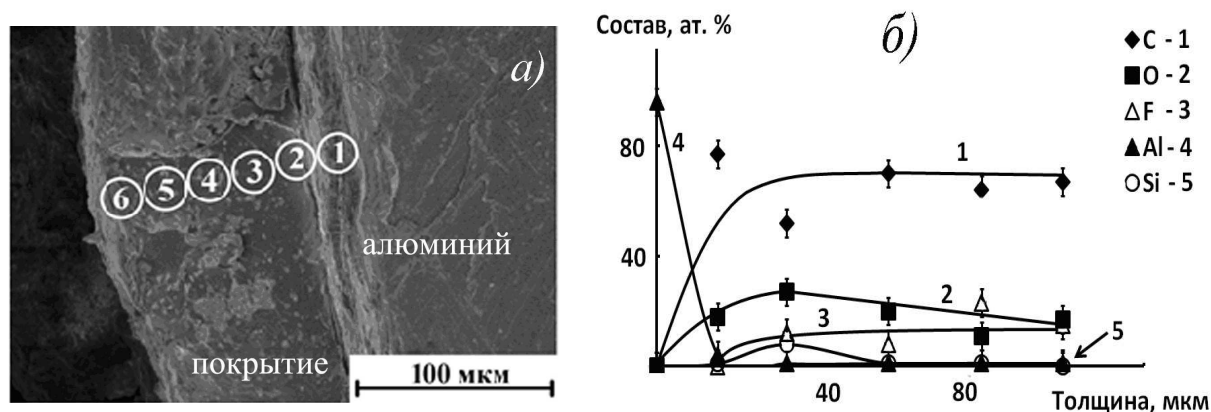 а)
6 5 4 3 2 1
алюминий
покрытие
100 мкм
Состав, ат. %
б)
C - 1
O - 2
F - 3
Al - 4
Si - 5
80
40
4
1
2
3
5
40
80
Толщина, мкм